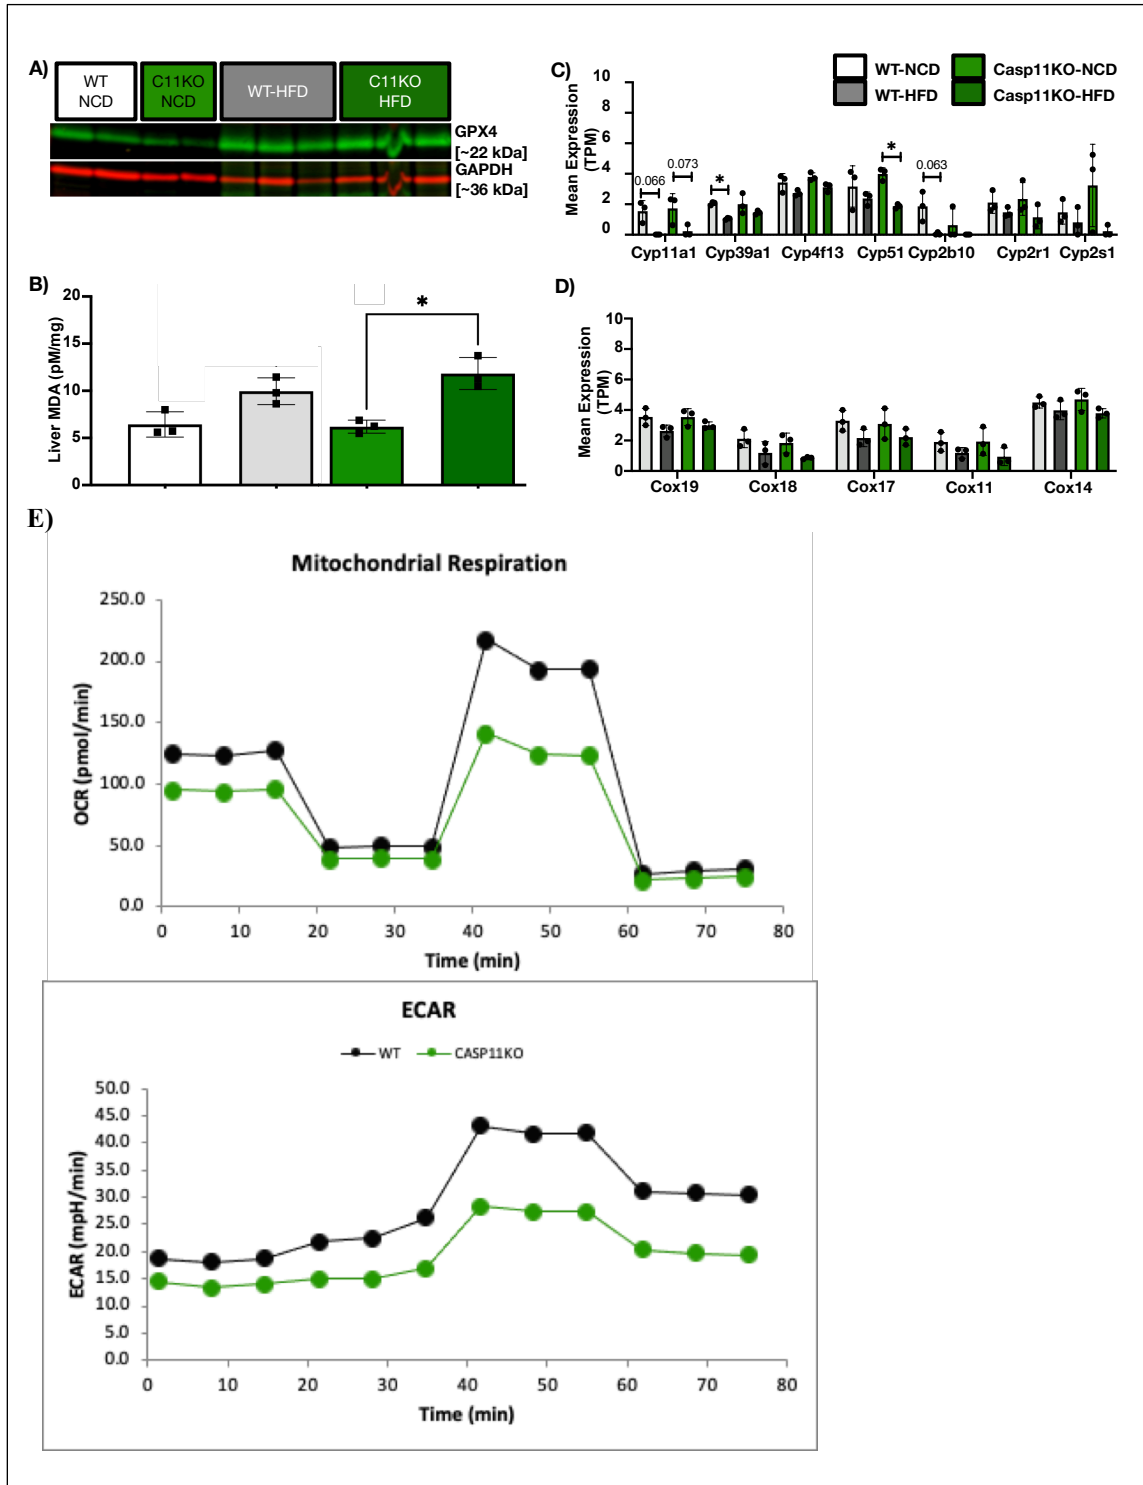 A)
WT
NCD
C11KO
NCD
WT-HFD
C11KO
HFD
GPX4
[~22 kDa]
GAPDH
[~36 kDa]
B)
Liver MDA (pM/mg)
20
15
10
5
0
*
C)
WT-NCD
WT-HFD
Casp11KO-NCD
Casp11KO-HFD
Mean Expression
(TPM)
10
8
6
4
2
0
0.066
0.073
*
*
0.063
Cyp11a1 Cyp39a1 Cyp4f13 Cyp51 Cyp2b10 Cyp2r1 Cyp2s1
D)
Mean Expression
(TPM)
10
8
6
4
2
0
Cox19 Cox18 Cox17 Cox11 Cox14
E)
Mitochondrial Respiration
OCR (pmol/min)
250.0
200.0
150.0
100.0
50.0
0.0
0 10 20 30 40 50 60 70 80
Time (min)
ECAR
WT CASP11KO
ECAR (mpH/min)
50.0
45.0
40.0
35.0
30.0
25.0
20.0
15.0
10.0
5.0
0.0
0 10 20 30 40 50 60 70 80
Time (min)